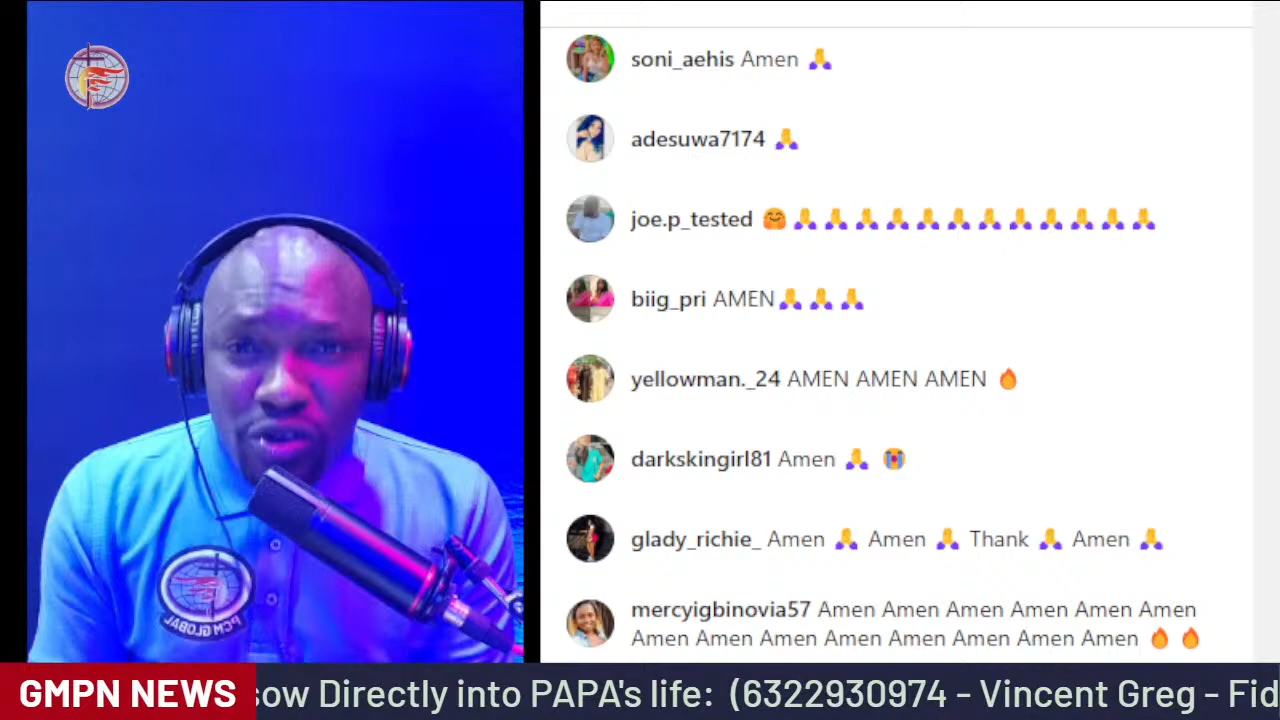 soni_aehis Amen 🙏
adesuwa7174 🙏
joe.p_tested 🤗🙏🙏🙏🙏🙏🙏🙏🙏🙏🙏🙏🙏
biig_pri AMEN🙏🙏🙏
yellowman._24 AMEN AMEN AMEN 🔥
darkskingirl81 Amen 🙏 😭
glady_richie_ Amen 🙏 Amen 🙏 Thank 🙏 Amen 🙏
mercyigbinovia57 Amen Amen Amen Amen Amen Amen
Amen Amen Amen Amen Amen Amen Amen Amen 🔥 🔥
PCM GLOBAL
GMPN NEWS
sow Directly into PAPA's life: (6322930974 - Vincent Greg - Fid